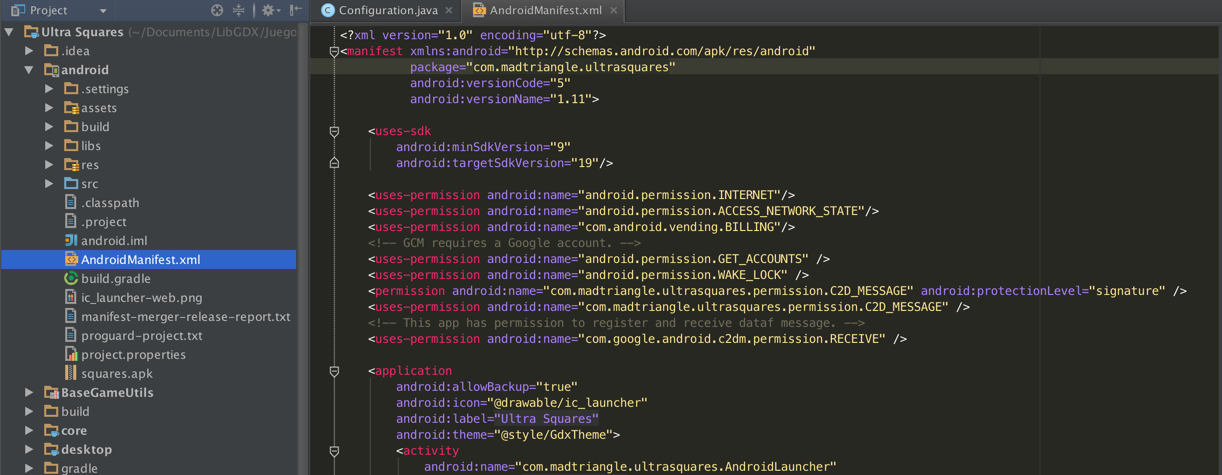 Project
Configuration.java
AndroidManifest.xml
Ultra Squares (~/Documents/LibGDX/Juego
.idea
android
.settings
assets
build
libs
res
src
.classpath
.project
android.iml
AndroidManifest.xml
build.gradle
ic_launcher-web.png
manifest-merger-release-report.txt
proguard-project.txt
project.properties
squares.apk
BaseGameUtils
build
core
desktop
gradle
<?xml version="1.0" encoding="utf-8"?>
<manifest xmlns:android="http://schemas.android.com/apk/res/android"
package="com.madtriangle.ultrasquares"
android:versionCode="5"
android:versionName="1.11">
<uses-sdk
android:minSdkVersion="9"
android:targetSdkVersion="19"/>
<uses-permission android:name="android.permission.INTERNET"/>
<uses-permission android:name="android.permission.ACCESS_NETWORK_STATE"/>
<uses-permission android:name="com.android.vending.BILLING"/>
<!-- GCM requires a Google account. -->
<uses-permission android:name="android.permission.GET_ACCOUNTS" />
<uses-permission android:name="android.permission.WAKE_LOCK" />
<permission android:name="com.madtriangle.ultrasquares.permission.C2D_MESSAGE" android:protectionLevel="signature" />
<uses-permission android:name="com.madtriangle.ultrasquares.permission.C2D_MESSAGE" />
<!-- This app has permission to register and receive dataf message. -->
<uses-permission android:name="com.google.android.c2dm.permission.RECEIVE" />
<application
android:allowBackup="true"
android:icon="@drawable/ic_launcher"
android:label="Ultra Squares"
android:theme="@style/GdxTheme">
<activity
android:name="com.madtriangle.ultrasquares.AndroidLauncher"